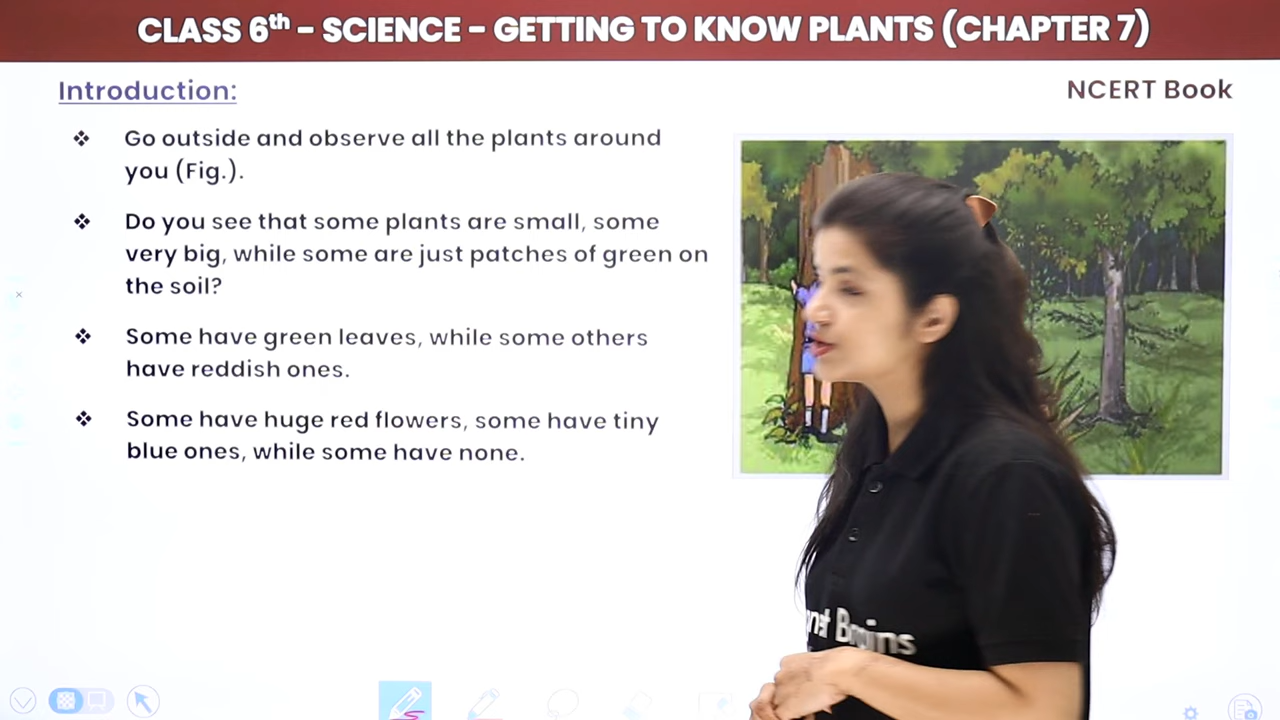 CLASS 6th – SCIENCE – GETTING TO KNOW PLANTS (CHAPTER 7)
Introduction:
NCERT Book
❖ Go outside and observe all the plants around
you (Fig.).
❖ Do you see that some plants are small, some
very big, while some are just patches of green on
the soil?
❖ Some have green leaves, while some others
have reddish ones.
❖ Some have huge red flowers, some have tiny
blue ones, while some have none.